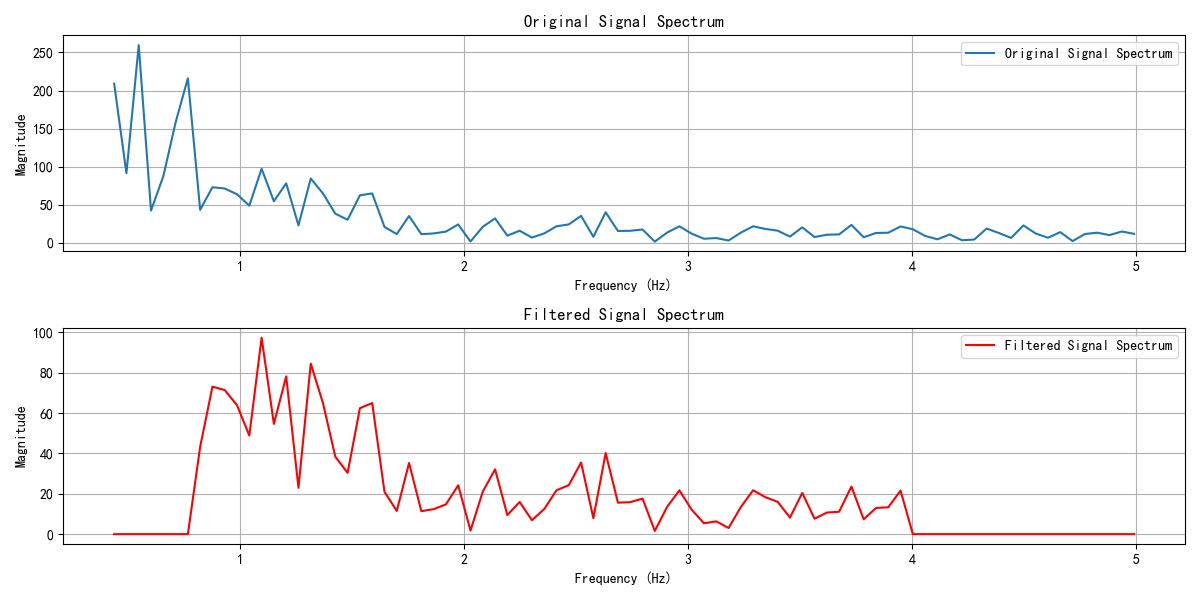 Original Signal Spectrum
250
200
150
100
50
0
Magnitude
Original Signal Spectrum
1
2
3
4
5
Frequency (Hz)
Filtered Signal Spectrum
100
80
60
40
20
0
Magnitude
Filtered Signal Spectrum
1
2
3
4
5
Frequency (Hz)